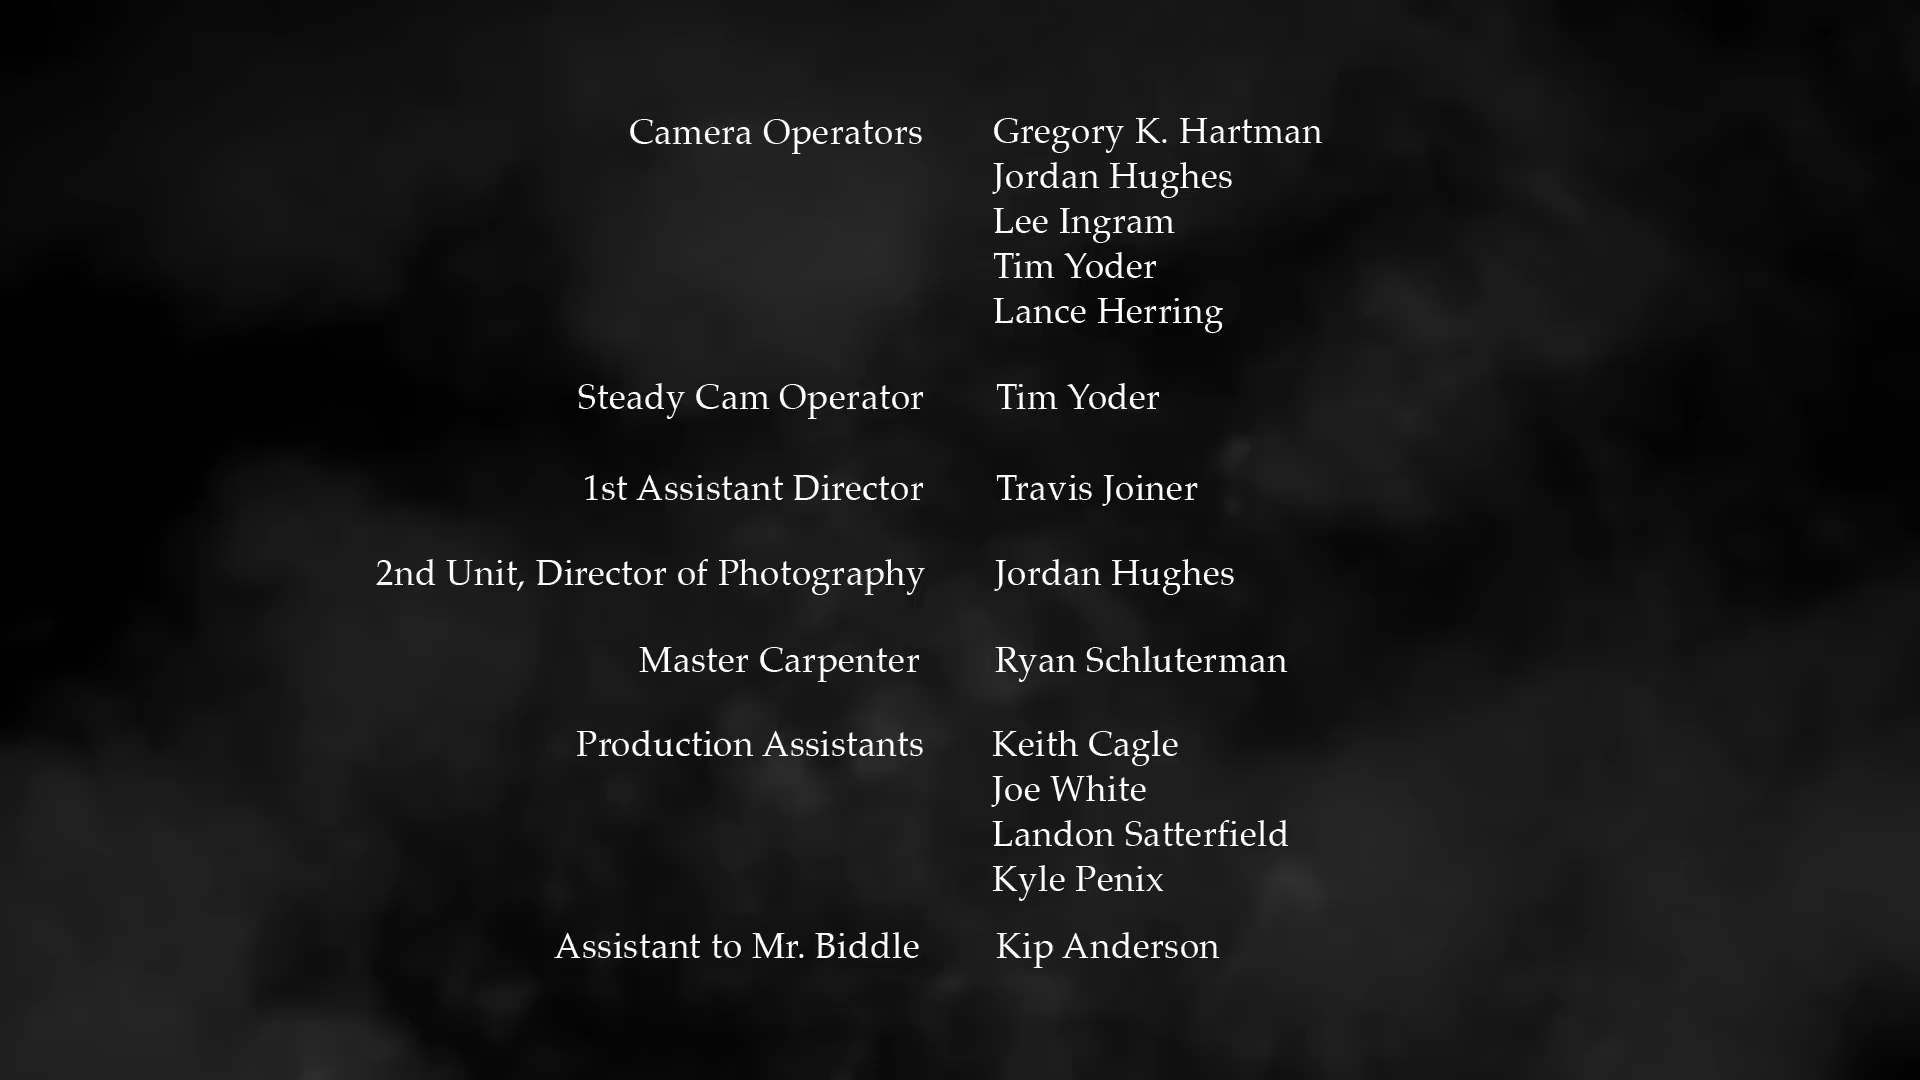 Camera Operators Gregory K. Hartman
Jordan Hughes
Lee Ingram
Tim Yoder
Lance Herring
Steady Cam Operator Tim Yoder
1st Assistant Director Travis Joiner
2nd Unit, Director of Photography Jordan Hughes
Master Carpenter Ryan Schluterman
Production Assistants Keith Cagle
Joe White
Landon Satterfield
Kyle Penix
Assistant to Mr. Biddle Kip Anderson